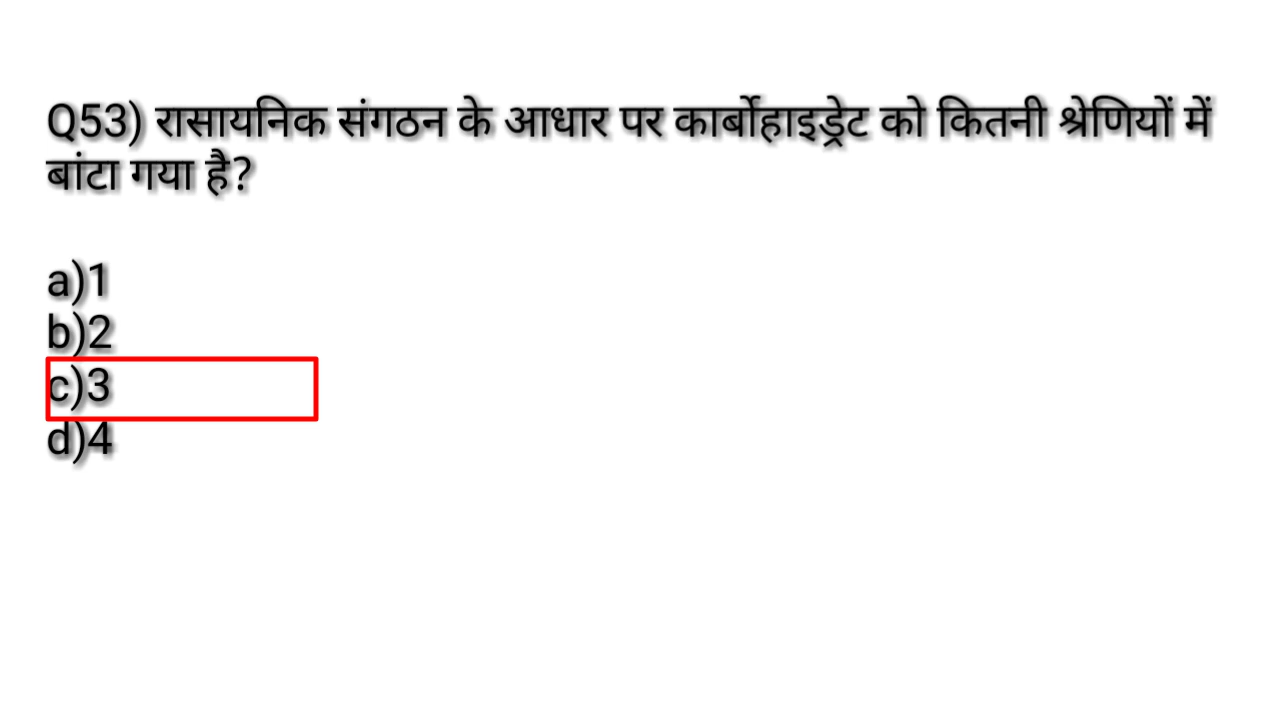 Q53) रासायनिक संगठन के आधार पर कार्बोहाइड्रेट को कितनी श्रेणियों में
बांटा गया है?
a)1
b)2
c)3
d)4